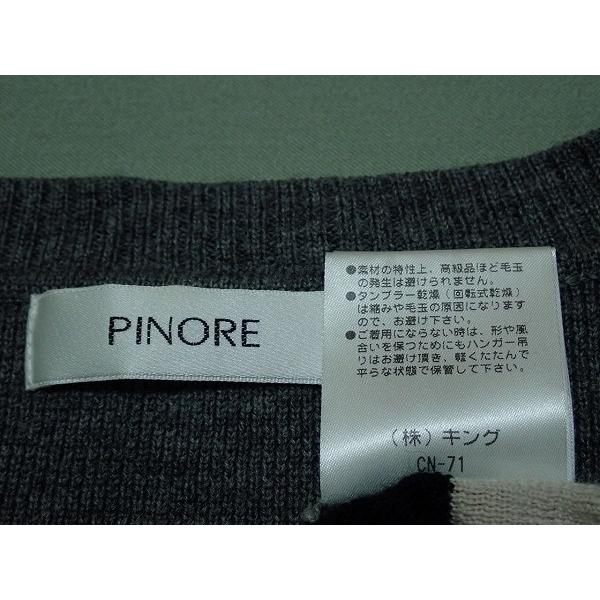 PINORE
●素材の特性上、高級品ほど毛玉
の発生は避けられません。
●タンブラー乾燥(回転式乾燥)
は縮みや毛玉の原因になります
ので、お避け下さい。
●ご着用にならない時は、形や風
合いを保つためにもハンガー吊
りはお避け頂き、軽くたたんで
平らな状態で保管して下さい。
(株)キング
CN-71